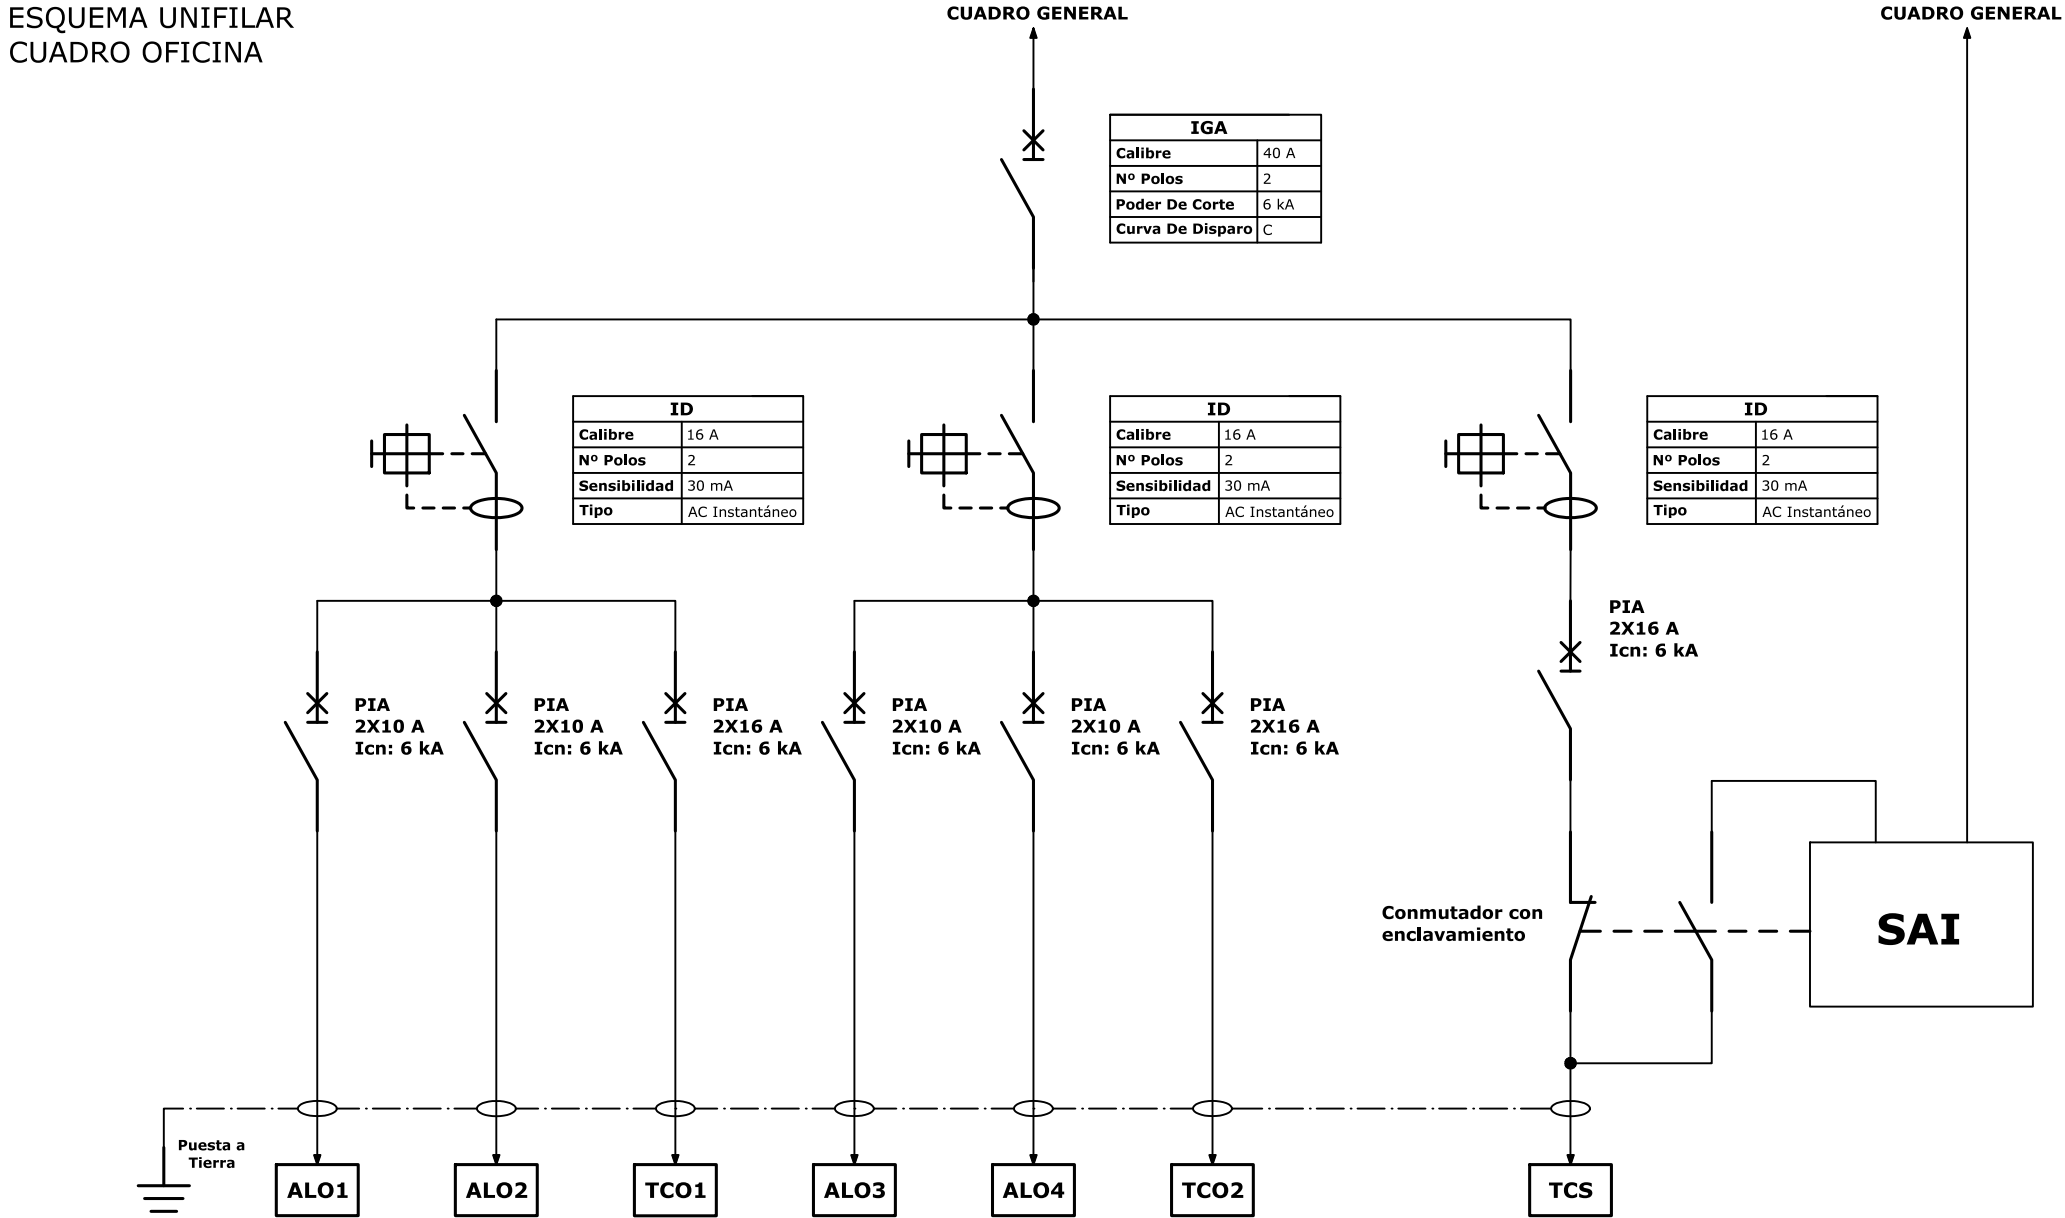 ESQUEMA UNIFILAR
CUADRO OFICINA
CUADRO GENERAL
CUADRO GENERAL
IGA
Calibre 40 A
Nº Polos 2
Poder De Corte 6 kA
Curva De Disparo C
ID
Calibre 16 A
Nº Polos 2
Sensibilidad 30 mA
Tipo AC Instantáneo
ID
Calibre 16 A
Nº Polos 2
Sensibilidad 30 mA
Tipo AC Instantáneo
ID
Calibre 16 A
Nº Polos 2
Sensibilidad 30 mA
Tipo AC Instantáneo
PIA
2X16 A
Icn: 6 kA
PIA
2X10 A
Icn: 6 kA
PIA
2X10 A
Icn: 6 kA
PIA
2X16 A
Icn: 6 kA
PIA
2X10 A
Icn: 6 kA
PIA
2X10 A
Icn: 6 kA
PIA
2X16 A
Icn: 6 kA
Conmutador con
enclavamiento
SAI
Puesta a
Tierra
ALO1
ALO2
TCO1
ALO3
ALO4
TCO2
TCS